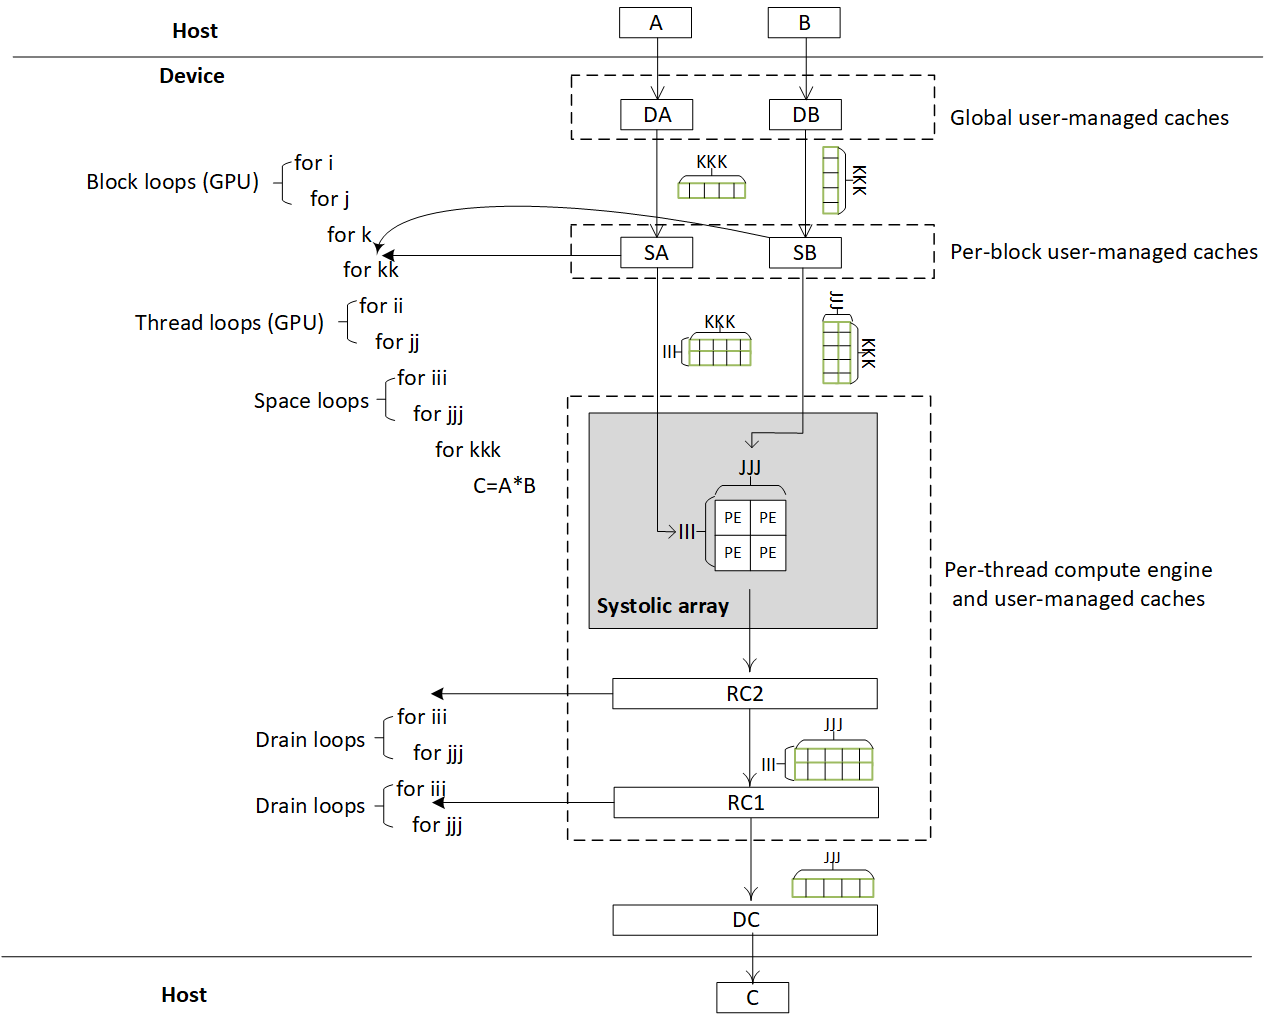 Host
A
B
Device
DA
DB
Global user-managed caches
Block loops (GPU)
for i
for j
for k
for kk
KKK
KKK
SA
SB
Per-block user-managed caches
Thread loops (GPU)
for ii
for jj
KKK
III
JJJ
KKK
Space loops
for iii
for jjj
for kkk
C=A*B
JJJ
III
PE
PE
PE
PE
Systolic array
Per-thread compute engine
and user-managed caches
RC2
Drain loops
for iii
for jjj
JJJ
III
RC1
Drain loops
for iii
for jjj
JJJ
DC
Host
C